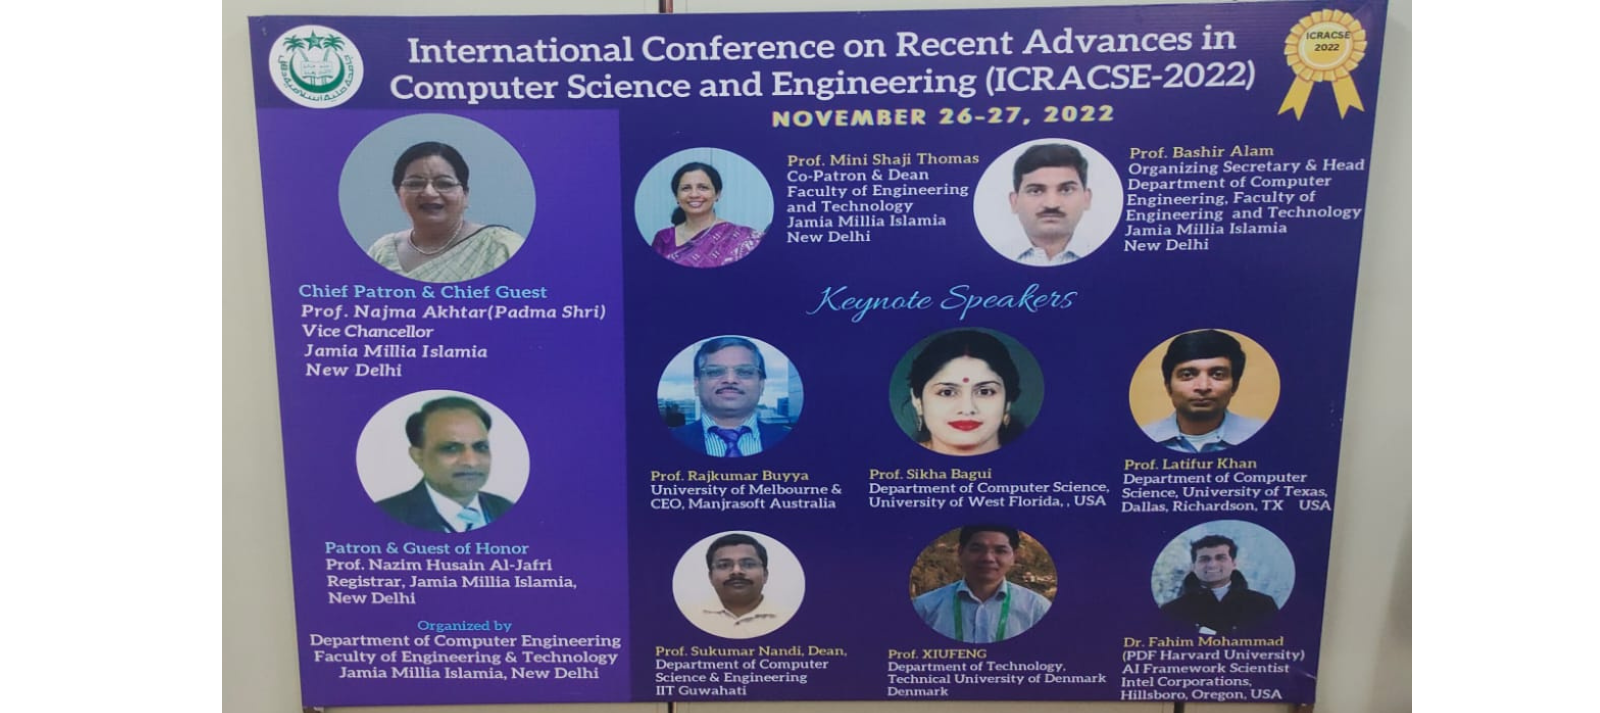 International Conference on Recent Advances in
Computer Science and Engineering (ICRACSE-2022)
NOVEMBER 26-27, 2022
ICRACSE
2022
Chief Patron & Chief Guest
Prof. Najma Akhtar(Padma Shri)
Vice Chancellor
Jamia Millia Islamia
New Delhi
Patron & Guest of Honor
Prof. Nazim Husain Al-Jafri
Registrar, Jamia Millia Islamia,
New Delhi
Organized by
Department of Computer Engineering
Faculty of Engineering & Technology
Jamia Millia Islamia, New Delhi
Prof. Mini Shaji Thomas
Co-Patron & Dean
Faculty of Engineering
and Technology
Jamia Millia Islamia
New Delhi
Prof. Bashir Alam
Organizing Secretary & Head
Department of Computer
Engineering, Faculty of
Engineering and Technology
Jamia Millia Islamia
New Delhi
Keynote Speakers
Prof. Rajkumar Buyya
University of Melbourne &
CEO, Manjrasoft Australia
Prof. Sikha Bagui
Department of Computer Science,
University of West Florida, , USA
Prof. Latifur Khan
Department of Computer
Science, University of Texas,
Dallas, Richardson, TX USA
Prof. Sukumar Nandi, Dean,
Department of Computer
Science & Engineering
IIT Guwahati
Prof. XIUFENG
Department of Technology,
Technical University of Denmark
Denmark
Dr. Fahim Mohammad
(PDF Harvard University)
AI Framework Scientist
Intel Corporations,
Hillsboro, Oregon, USA